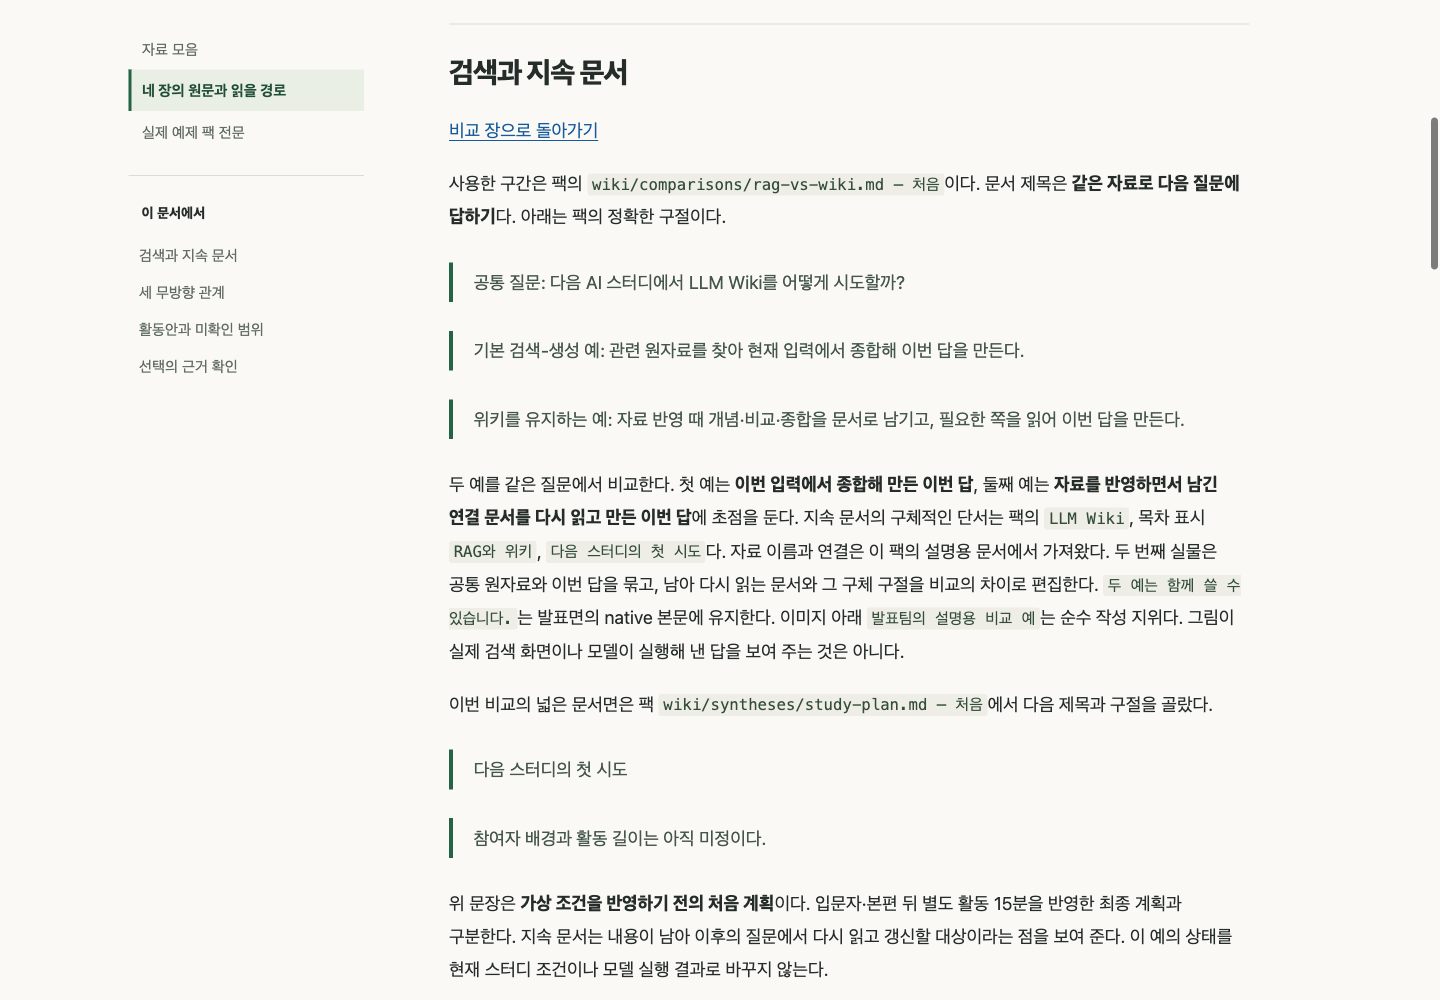 자료 모음
네 장의 원문과 읽을 경로
실제 예제 팩 전문
이 문서에서
검색과 지속 문서
세 무방향 관계
활동안과 미확인 범위
선택의 근거 확인
검색과 지속 문서
비교 장으로 돌아가기
사용한 구간은 팩의 wiki/comparisons/rag-vs-wiki.md — 처음이다. 문서 제목은 같은 자료로 다음 질문에
답하기다. 아래는 팩의 정확한 구절이다.
공통 질문: 다음 AI 스터디에서 LLM Wiki를 어떻게 시도할까?
기본 검색-생성 예: 관련 원자료를 찾아 현재 입력에서 종합해 이번 답을 만든다.
위키를 유지하는 예: 자료 반영 때 개념·비교·종합을 문서로 남기고, 필요한 쪽을 읽어 이번 답을 만든다.
두 예를 같은 질문에서 비교한다. 첫 예는 이번 입력에서 종합해 만든 이번 답, 둘째 예는 자료를 반영하면서 남긴
연결 문서를 다시 읽고 만든 이번 답에 초점을 둔다. 지속 문서의 구체적인 단서는 팩의 LLM Wiki, 목차 표시
RAG와 위키, 다음 스터디의 첫 시도다. 자료 이름과 연결은 이 팩의 설명용 문서에서 가져왔다. 두 번째 실물은
공통 원자료와 이번 답을 묶고, 남아 다시 읽는 문서와 그 구체 구절을 비교의 차이로 편집한다. 두 예는 함께 쓸 수
있습니다.는 발표면의 native 본문에 유지한다. 이미지 아래 발표팀의 설명용 비교 예는 순수 작성 지위다. 그림이
실제 검색 화면이나 모델이 실행해 낸 답을 보여 주는 것은 아니다.
이번 비교의 넓은 문서면은 팩 wiki/syntheses/study-plan.md — 처음에서 다음 제목과 구절을 골랐다.
다음 스터디의 첫 시도
참여자 배경과 활동 길이는 아직 미정이다.
위 문장은 가상 조건을 반영하기 전의 처음 계획이다. 입문자·본편 뒤 별도 활동 15분을 반영한 최종 계획과
구분한다. 지속 문서는 내용이 남아 이후의 질문에서 다시 읽고 갱신할 대상이라는 점을 보여 준다. 이 예의 상태를
현재 스터디 조건이나 모델 실행 결과로 바꾸지 않는다.